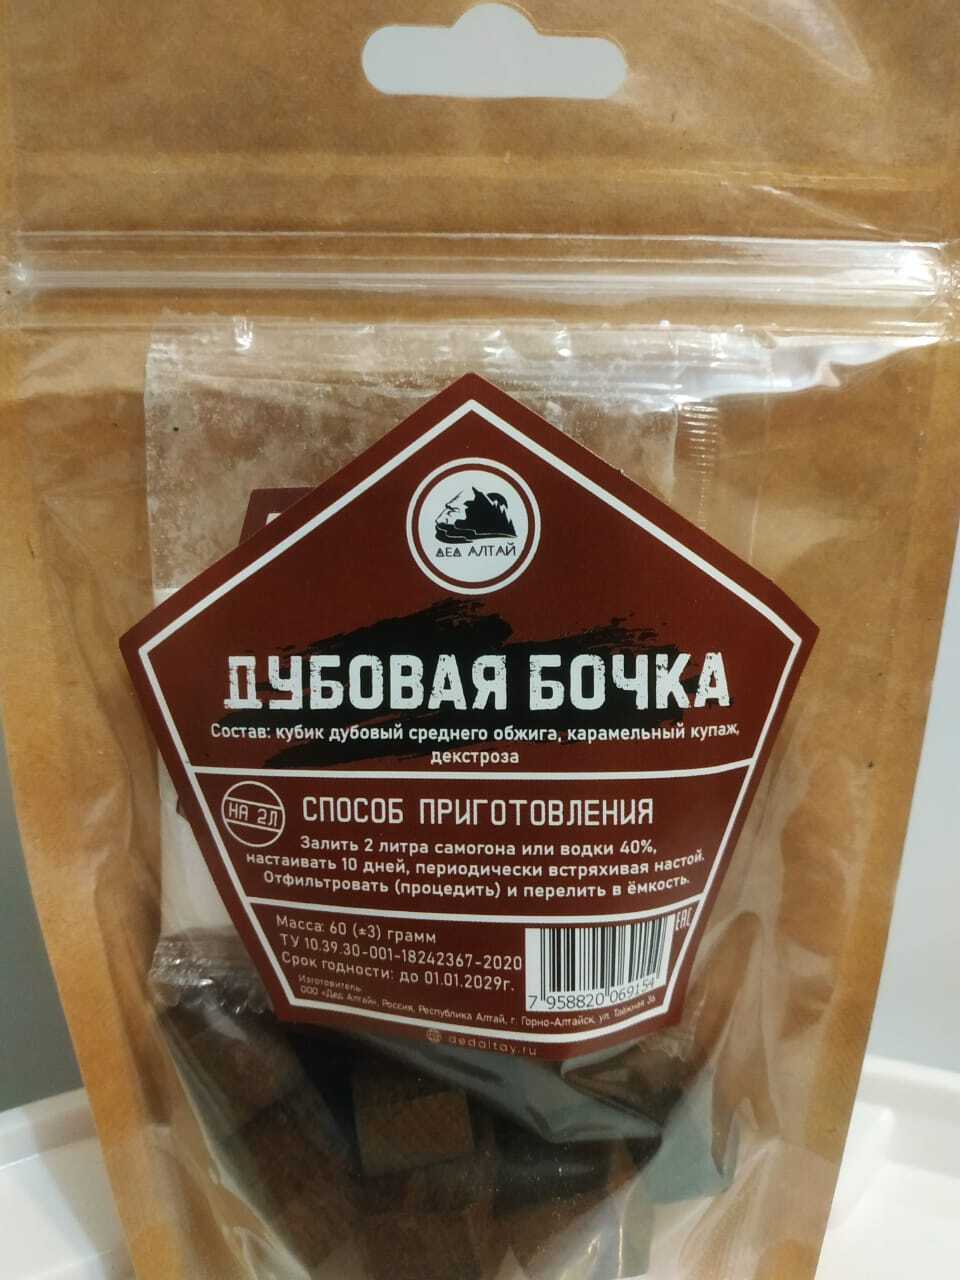 ДЕД АЛТАЙ
ДУБОВАЯ БОЧКА
Состав: кубик дубовый среднего обжига, карамельный купаж,
декстроза
НА 2Л
СПОСОБ ПРИГОТОВЛЕНИЯ
Залить 2 литра самогона или водки 40%,
настаивать 10 дней, периодически встряхивая настой.
Отфильтровать (процедить) и перелить в ёмкость.
Масса: 60 (±3) грамм
ТУ 10.39.30-001-18242367-2020
Срок годности: до 01.01.2029г.
EAC
7 958820 069154
Изготовитель:
ООО «Дед Алтай», Россия, Республика Алтай, г. Горно-Алтайск, ул. Таёжная 36
dedaltay.ru